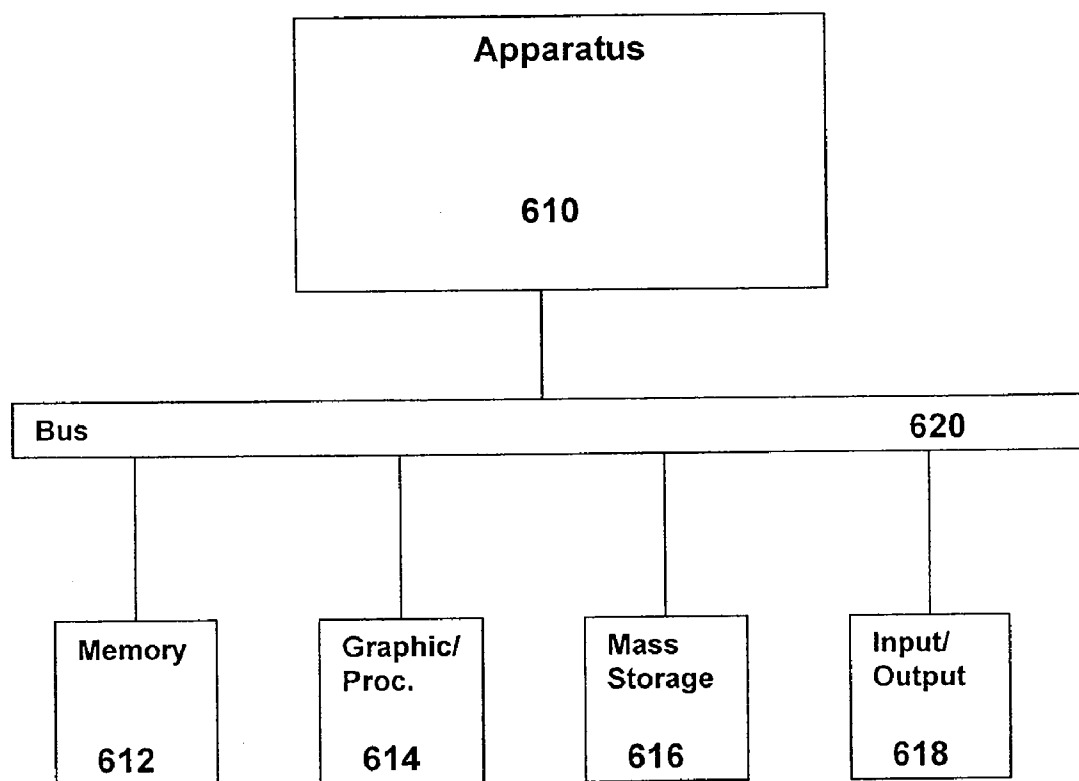 Apparatus
610
Bus
620
Memory
612
Graphic/
Proc.
614
Mass
Storage
616
Input/
Output
618